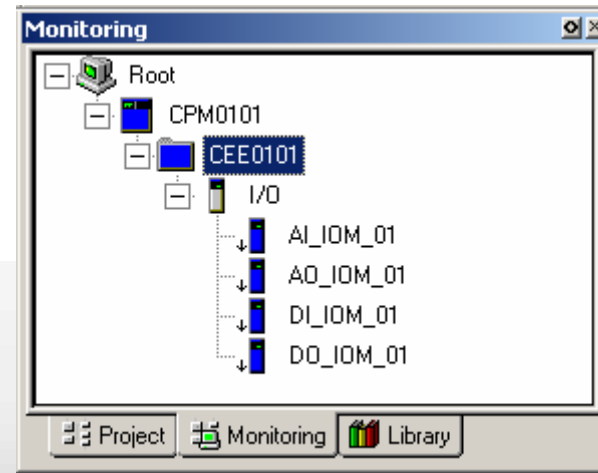 Monitoring
Root
CPM0101
CEE0101
I/O
AI_IOM_01
AO_IOM_01
DI_IOM_01
DO_IOM_01
Project Monitoring Library